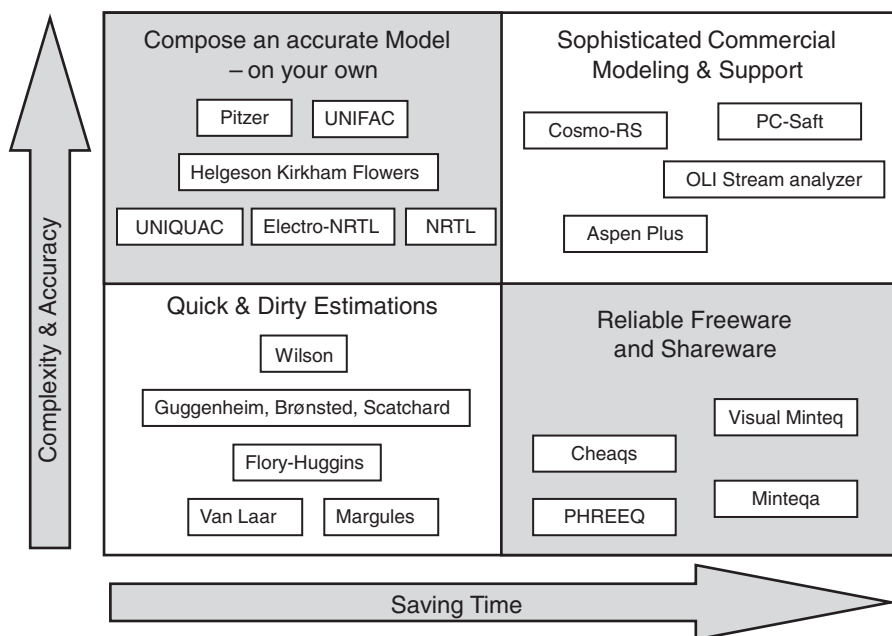 Compose an accurate Model
– on your own
Pitzer
UNIFAC
Helgeson Kirkham Flowers
UNIQUAC
Electro-NRTL
NRTL
Sophisticated Commercial
Modeling & Support
Cosmo-RS
PC-Saft
OLI Stream analyzer
Aspen Plus
Quick & Dirty Estimations
Wilson
Guggenheim, Brønsted, Scatchard
Flory-Huggins
Van Laar
Margules
Reliable Freeware
and Shareware
Visual Minteq
Cheaqs
Minteqa
PHREEQ
Complexity & Accuracy
Saving Time